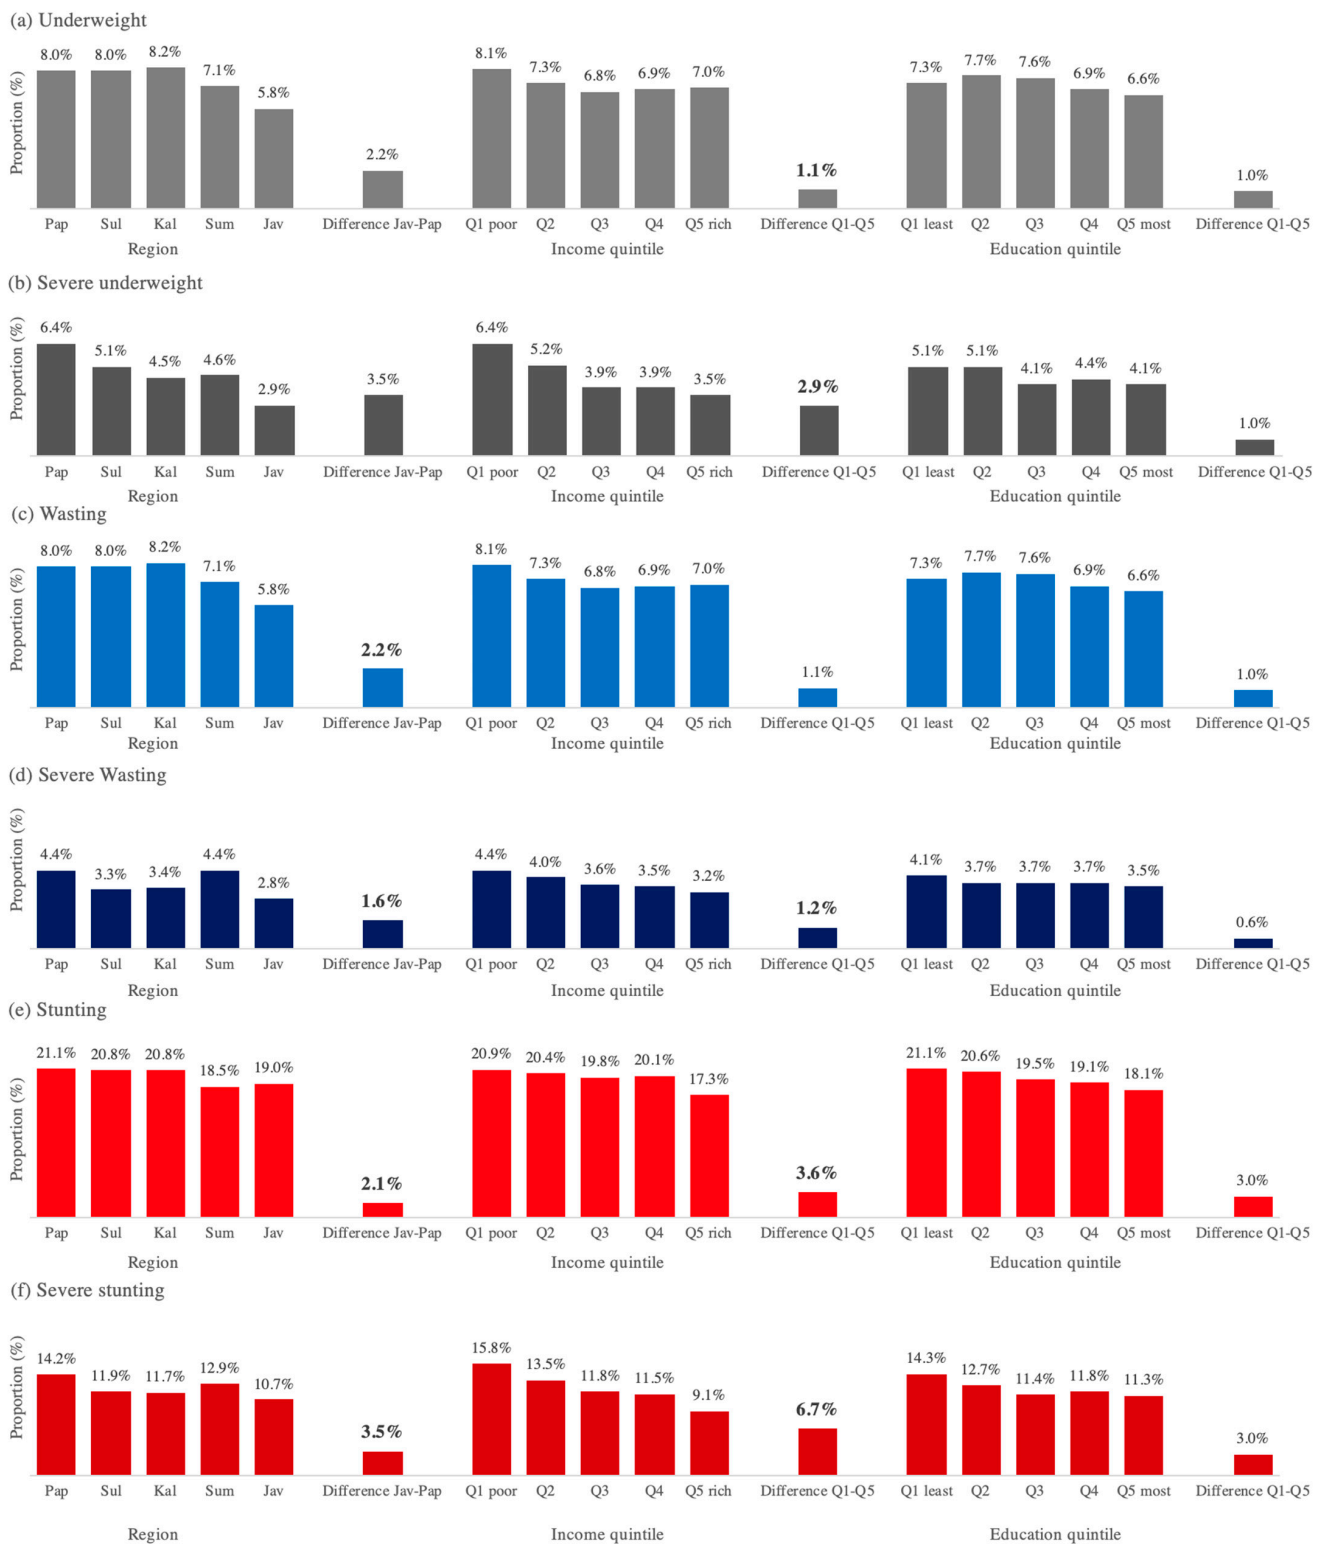 (a) Underweight
Proportion (%)
8.0% 8.0% 8.2% 7.1% 5.8% 2.2% 8.1% 7.3% 6.8% 6.9% 7.0% 1.1% 7.3% 7.7% 7.6% 6.9% 6.6% 1.0%
Pap Sul Kal Sum Jav Difference Jav-Pap Q1 poor Q2 Q3 Q4 Q5 rich Difference Q1-Q5 Q1 least Q2 Q3 Q4 Q5 most Difference Q1-Q5
Region Income quintile Education quintile
(b) Severe underweight
Proportion (%)
6.4% 5.1% 4.5% 4.6% 2.9% 3.5% 6.4% 5.2% 3.9% 3.9% 3.5% 2.9% 5.1% 5.1% 4.1% 4.4% 4.1% 1.0%
Pap Sul Kal Sum Jav Difference Jav-Pap Q1 poor Q2 Q3 Q4 Q5 rich Difference Q1-Q5 Q1 least Q2 Q3 Q4 Q5 most Difference Q1-Q5
Region Income quintile Education quintile
(c) Wasting
Proportion (%)
8.0% 8.0% 8.2% 7.1% 5.8% 2.2% 8.1% 7.3% 6.8% 6.9% 7.0% 1.1% 7.3% 7.7% 7.6% 6.9% 6.6% 1.0%
Pap Sul Kal Sum Jav Difference Jav-Pap Q1 poor Q2 Q3 Q4 Q5 rich Difference Q1-Q5 Q1 least Q2 Q3 Q4 Q5 most Difference Q1-Q5
Region Income quintile Education quintile
(d) Severe Wasting
Proportion (%)
4.4% 3.3% 3.4% 4.4% 2.8% 1.6% 4.4% 4.0% 3.6% 3.5% 3.2% 1.2% 4.1% 3.7% 3.7% 3.7% 3.5% 0.6%
Pap Sul Kal Sum Jav Difference Jav-Pap Q1 poor Q2 Q3 Q4 Q5 rich Difference Q1-Q5 Q1 least Q2 Q3 Q4 Q5 most Difference Q1-Q5
Region Income quintile Education quintile
(e) Stunting
Proportion (%)
21.1% 20.8% 20.8% 18.5% 19.0% 2.1% 20.9% 20.4% 19.8% 20.1% 17.3% 3.6% 21.1% 20.6% 19.5% 19.1% 18.1% 3.0%
Pap Sul Kal Sum Jav Difference Jav-Pap Q1 poor Q2 Q3 Q4 Q5 rich Difference Q1-Q5 Q1 least Q2 Q3 Q4 Q5 most Difference Q1-Q5
Region Income quintile Education quintile
(f) Severe stunting
Proportion (%)
14.2% 11.9% 11.7% 12.9% 10.7% 3.5% 15.8% 13.5% 11.8% 11.5% 9.1% 6.7% 14.3% 12.7% 11.4% 11.8% 11.3% 3.0%
Pap Sul Kal Sum Jav Difference Jav-Pap Q1 poor Q2 Q3 Q4 Q5 rich Difference Q1-Q5 Q1 least Q2 Q3 Q4 Q5 most Difference Q1-Q5
Region Income quintile Education quintile